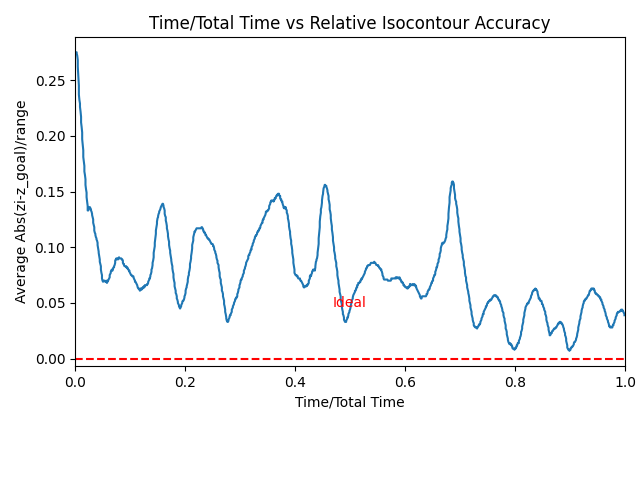 Time/Total Time vs Relative Isocontour Accuracy
Average Abs(zi-z_goal)/range
0.25
0.20
0.15
0.10
0.05
0.00
Ideal
0.0 0.2 0.4 0.6 0.8 1.0
Time/Total Time